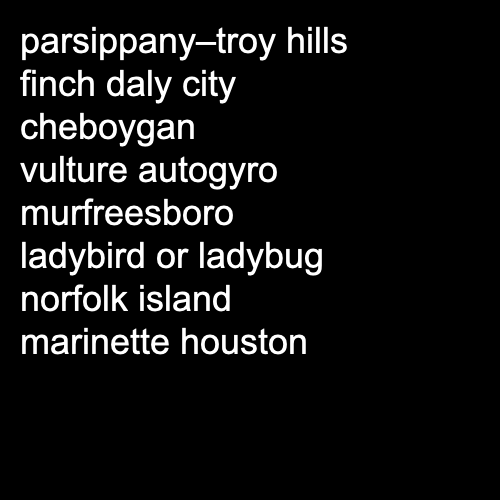 parsippany–troy hills
finch daly city
cheboygan
vulture autogyro
murfreesboro
ladybird or ladybug
norfolk island
marinette houston